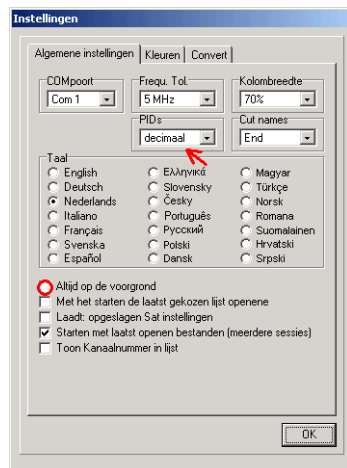 Instellingen
Algemene instellingen Kleuren Convert
COMpoort Frequ. Tol. Kolombreedte
Com 1 5 MHz 70%
PIDs Cut names
decimaal End
Taal
English Ελληνικά Magyar
Deutsch Slovensky Türkçe
Nederlands Česky Norsk
Italiano Português Romana
Français Русский Suomalainen
Svenska Polski Hrvatski
Español Dansk Srpski
Altijd op de voorgrond
Met het starten de laatst gekozen lijst openene
Laadt: opgeslagen Sat instellingen
Starten met laatst openen bestanden (meerdere sessies)
Toon Kanaalnummer in lijst
OK